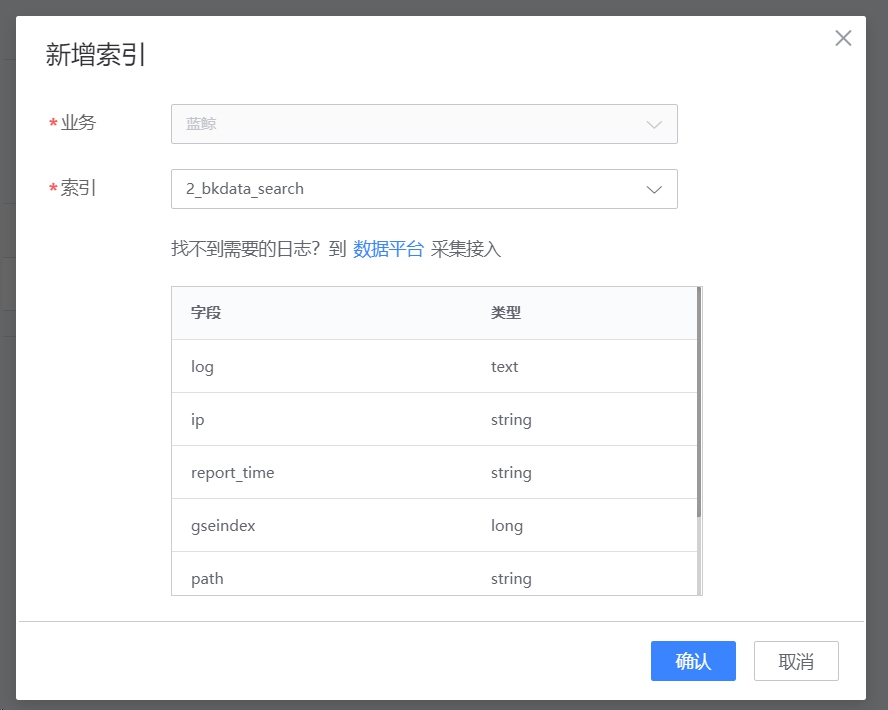 新增索引
*业务 蓝鲸
*索引 2_bkdata_search
找不到需要的日志？到 数据平台 采集接入
字段 类型
log text
ip string
report_time string
gseindex long
path string
确认 取消